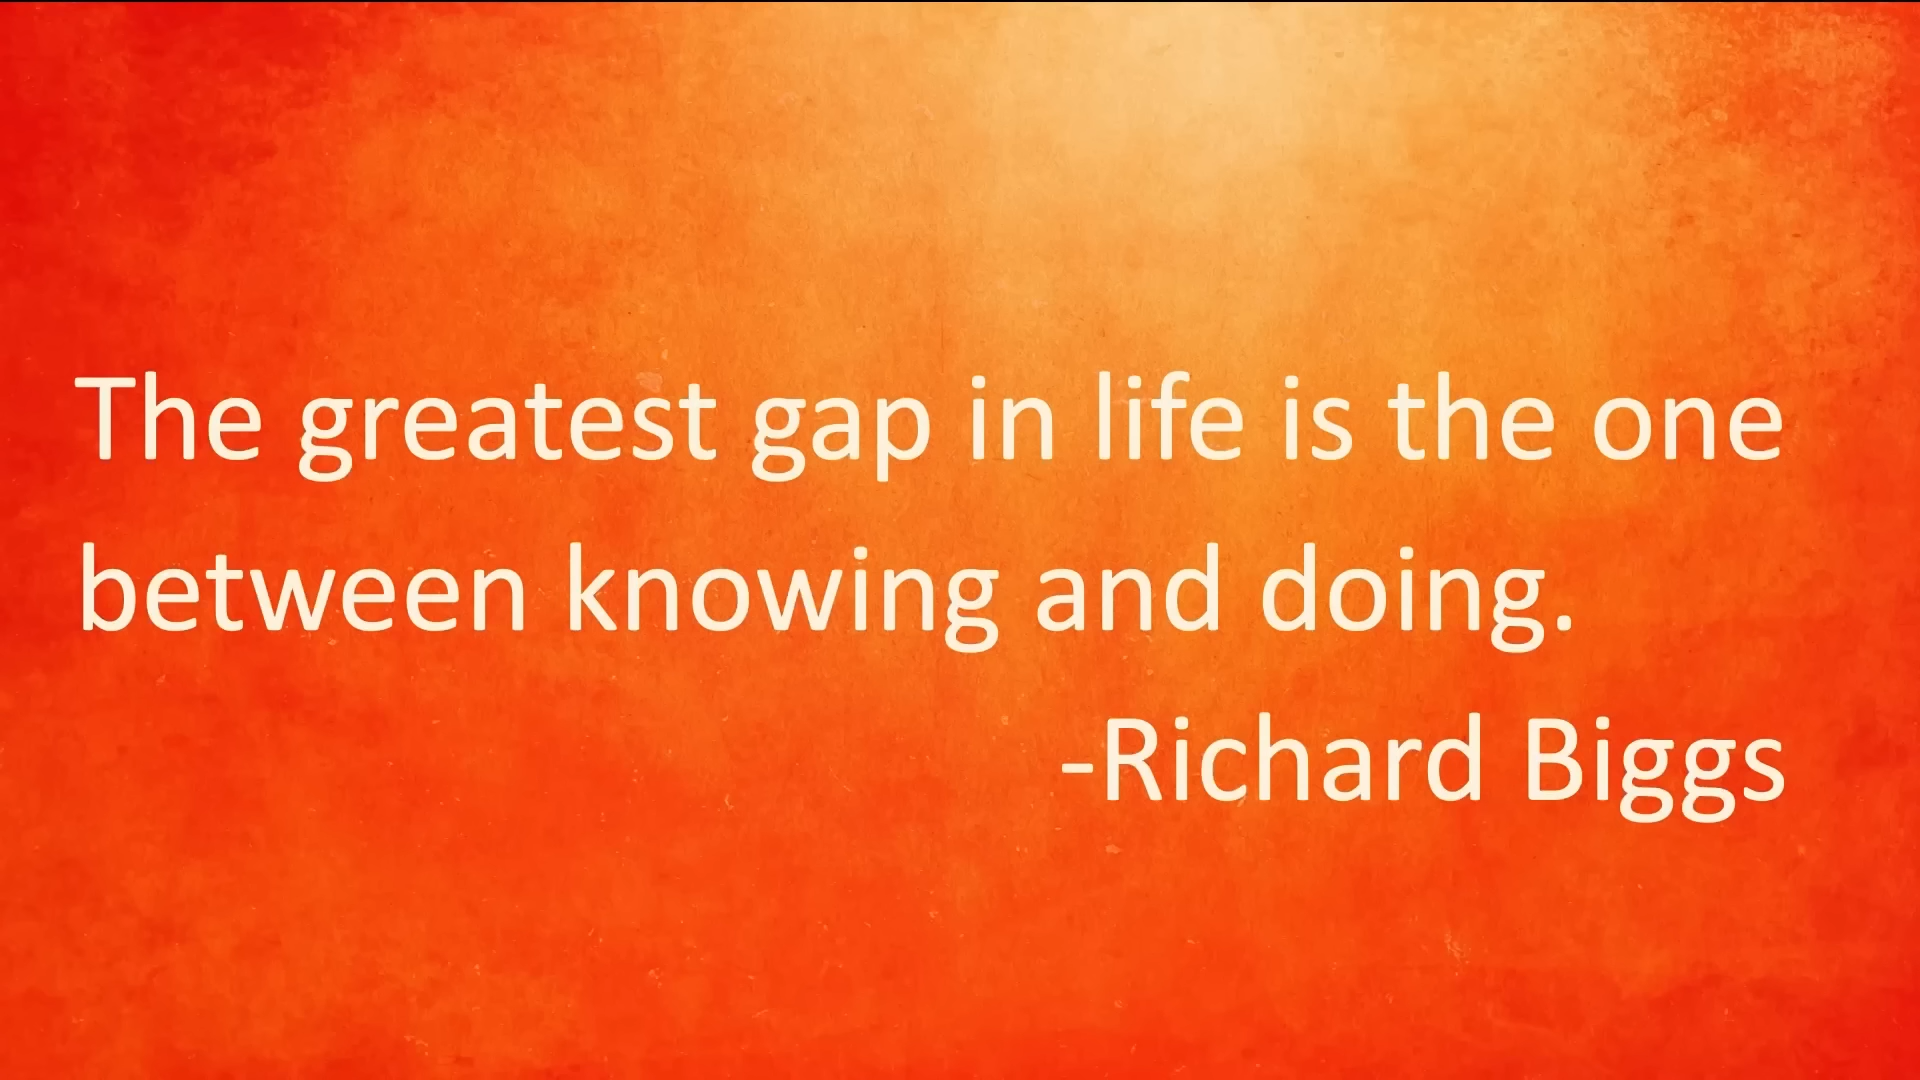 The greatest gap in life is the one
between knowing and doing.
-Richard Biggs